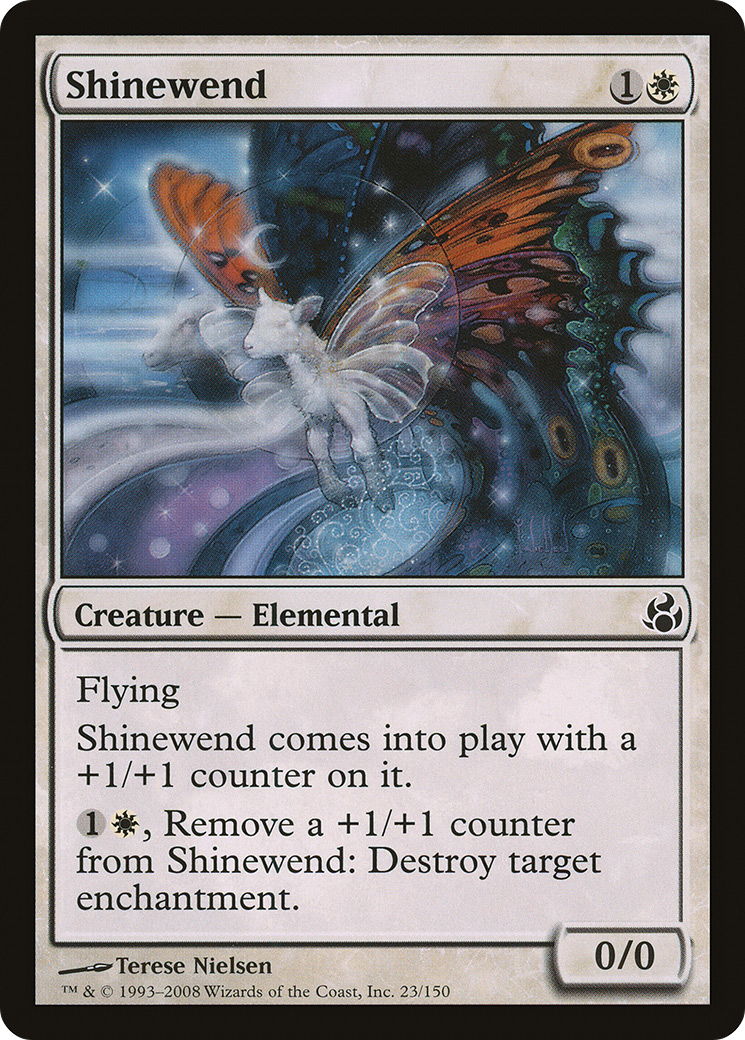 Shinewend 1
Creature — Elemental
Flying
Shinewend comes into play with a
+1/+1 counter on it.
1, Remove a +1/+1 counter
from Shinewend: Destroy target
enchantment.
0/0
Terese Nielsen
™ & © 1993–2008 Wizards of the Coast, Inc. 23/150